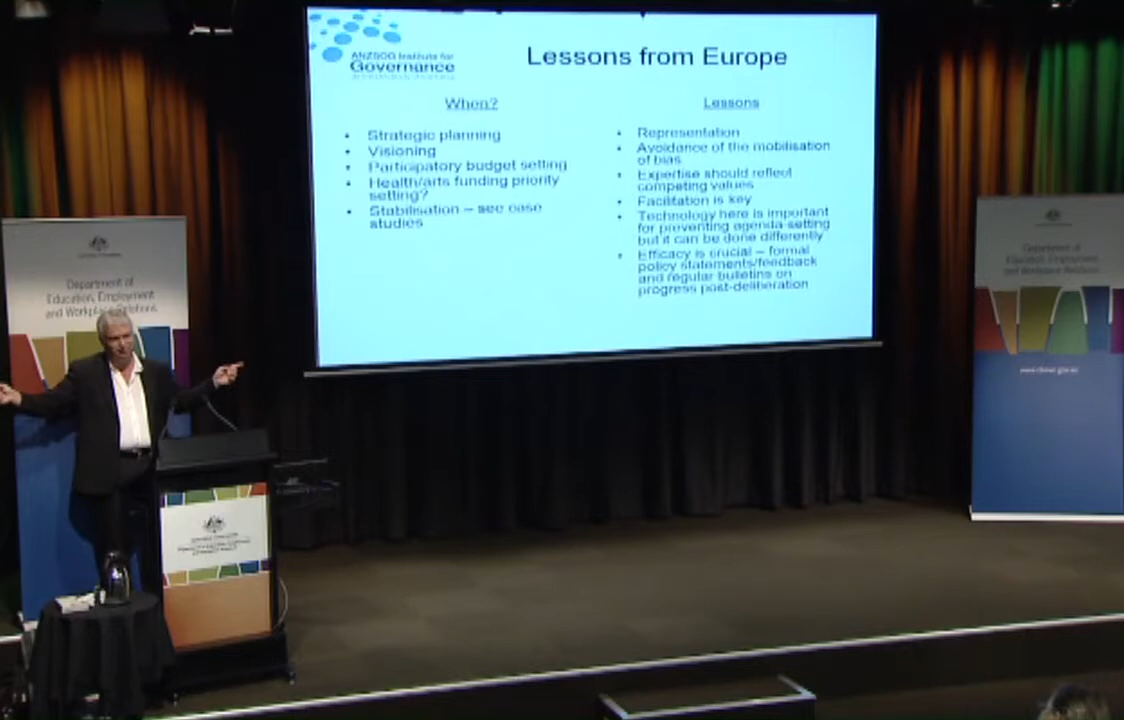 ANZSOG Institute for
Governance
Lessons from Europe
When?
• Strategic planning
• Visioning
• Participatory budget setting
• Health/arts funding priority
setting?
• Stabilisation – see case
studies
Lessons
• Representation
• Avoidance of the mobilisation
of bias
• Expertise should reflect
competing values
• Facilitation is key
• Technology here is important
for preventing agenda-setting
but it can be done differently
• Efficacy is crucial – formal
policy statements/feedback
and regular bulletins on
progress post-deliberation
Department of
Education, Employment
and Workplace Relations
Department of
Education, Employment
and Workplace Relations